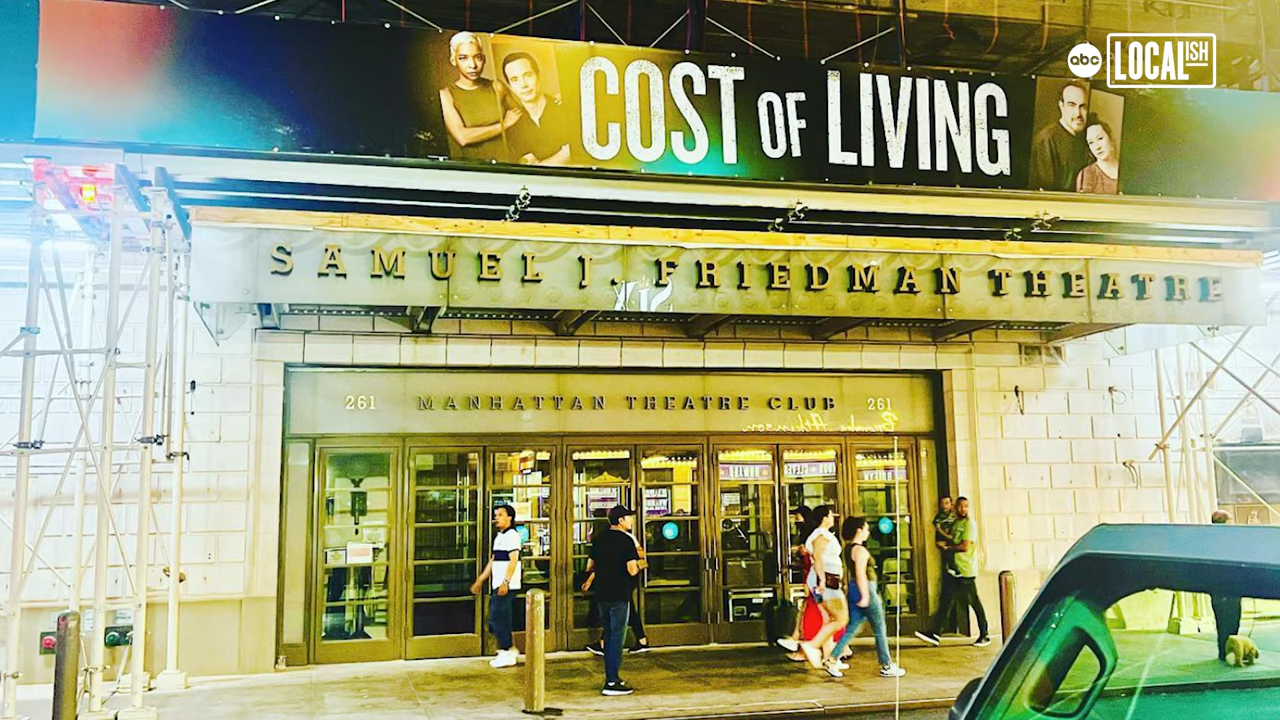 abc LOCALISH
COST OF LIVING
SAMUEL J. FRIEDMAN THEATRE
261 MANHATTAN THEATRE CLUB 261